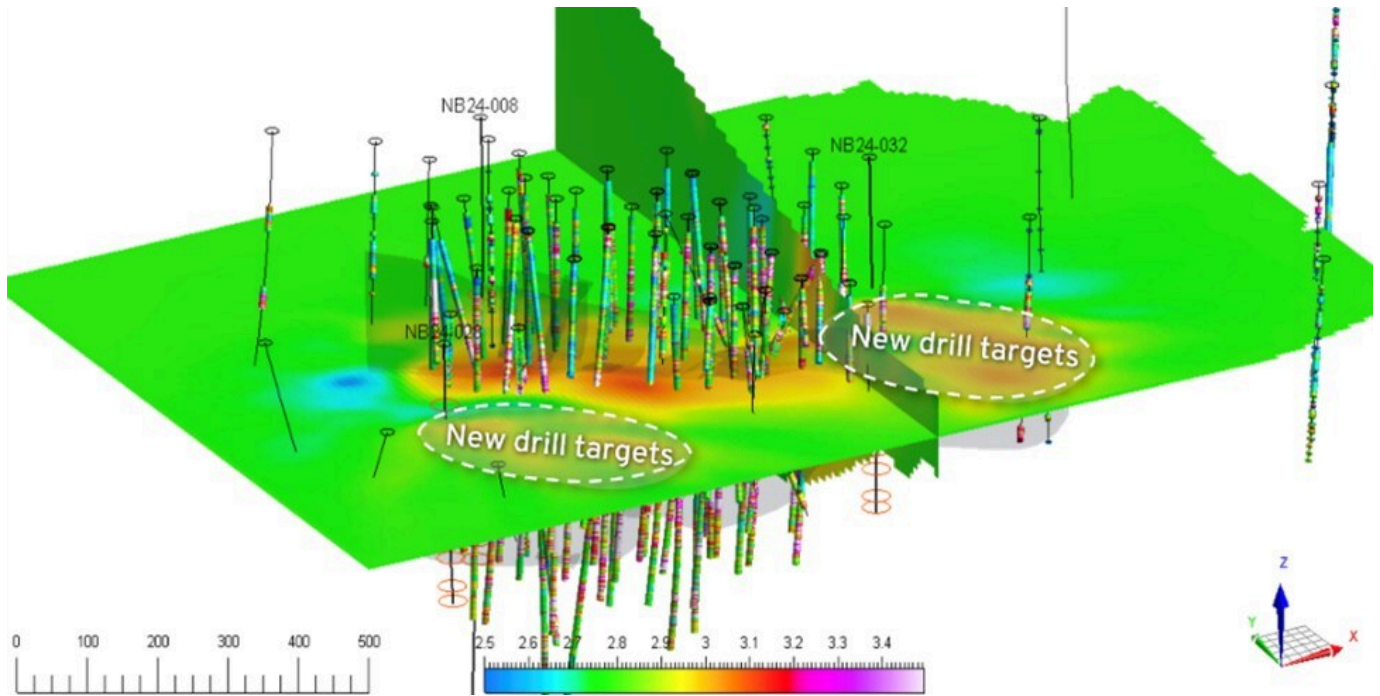 NB24-008
NB24-032
NB24-028
New drill targets
New drill targets
0 100 200 300 400 500
2.5 2.6 2.7 2.8 2.9 3 3.1 3.2 3.3 3.4
Z
Y
X